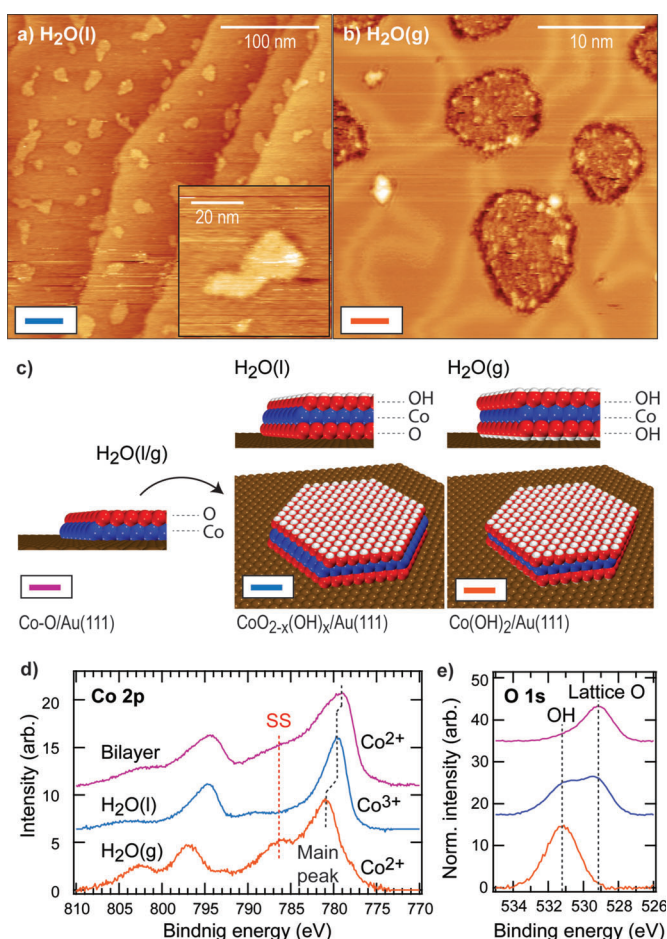 a) H₂O(l)
100 nm
20 nm
b) H₂O(g)
10 nm
c)
H₂O(l/g)
O
Co
Co-O/Au(111)
H₂O(l)
OH
Co
O
CoO₂₋ₓ(OH)ₓ/Au(111)
H₂O(g)
OH
Co
OH
Co(OH)₂/Au(111)
d)
Co 2p
SS
Bilayer
Co²⁺
H₂O(l)
Co³⁺
H₂O(g)
Main
peak
Co²⁺
Intensity (arb.)
20
15
10
5
0
810 805 800 795 790 785 780 775 770
Bindnig energy (eV)
e)
O 1s
Lattice O
OH
Norm. intensity (arb.)
40
30
20
10
0
534 532 530 528 526
Binding energy (eV)